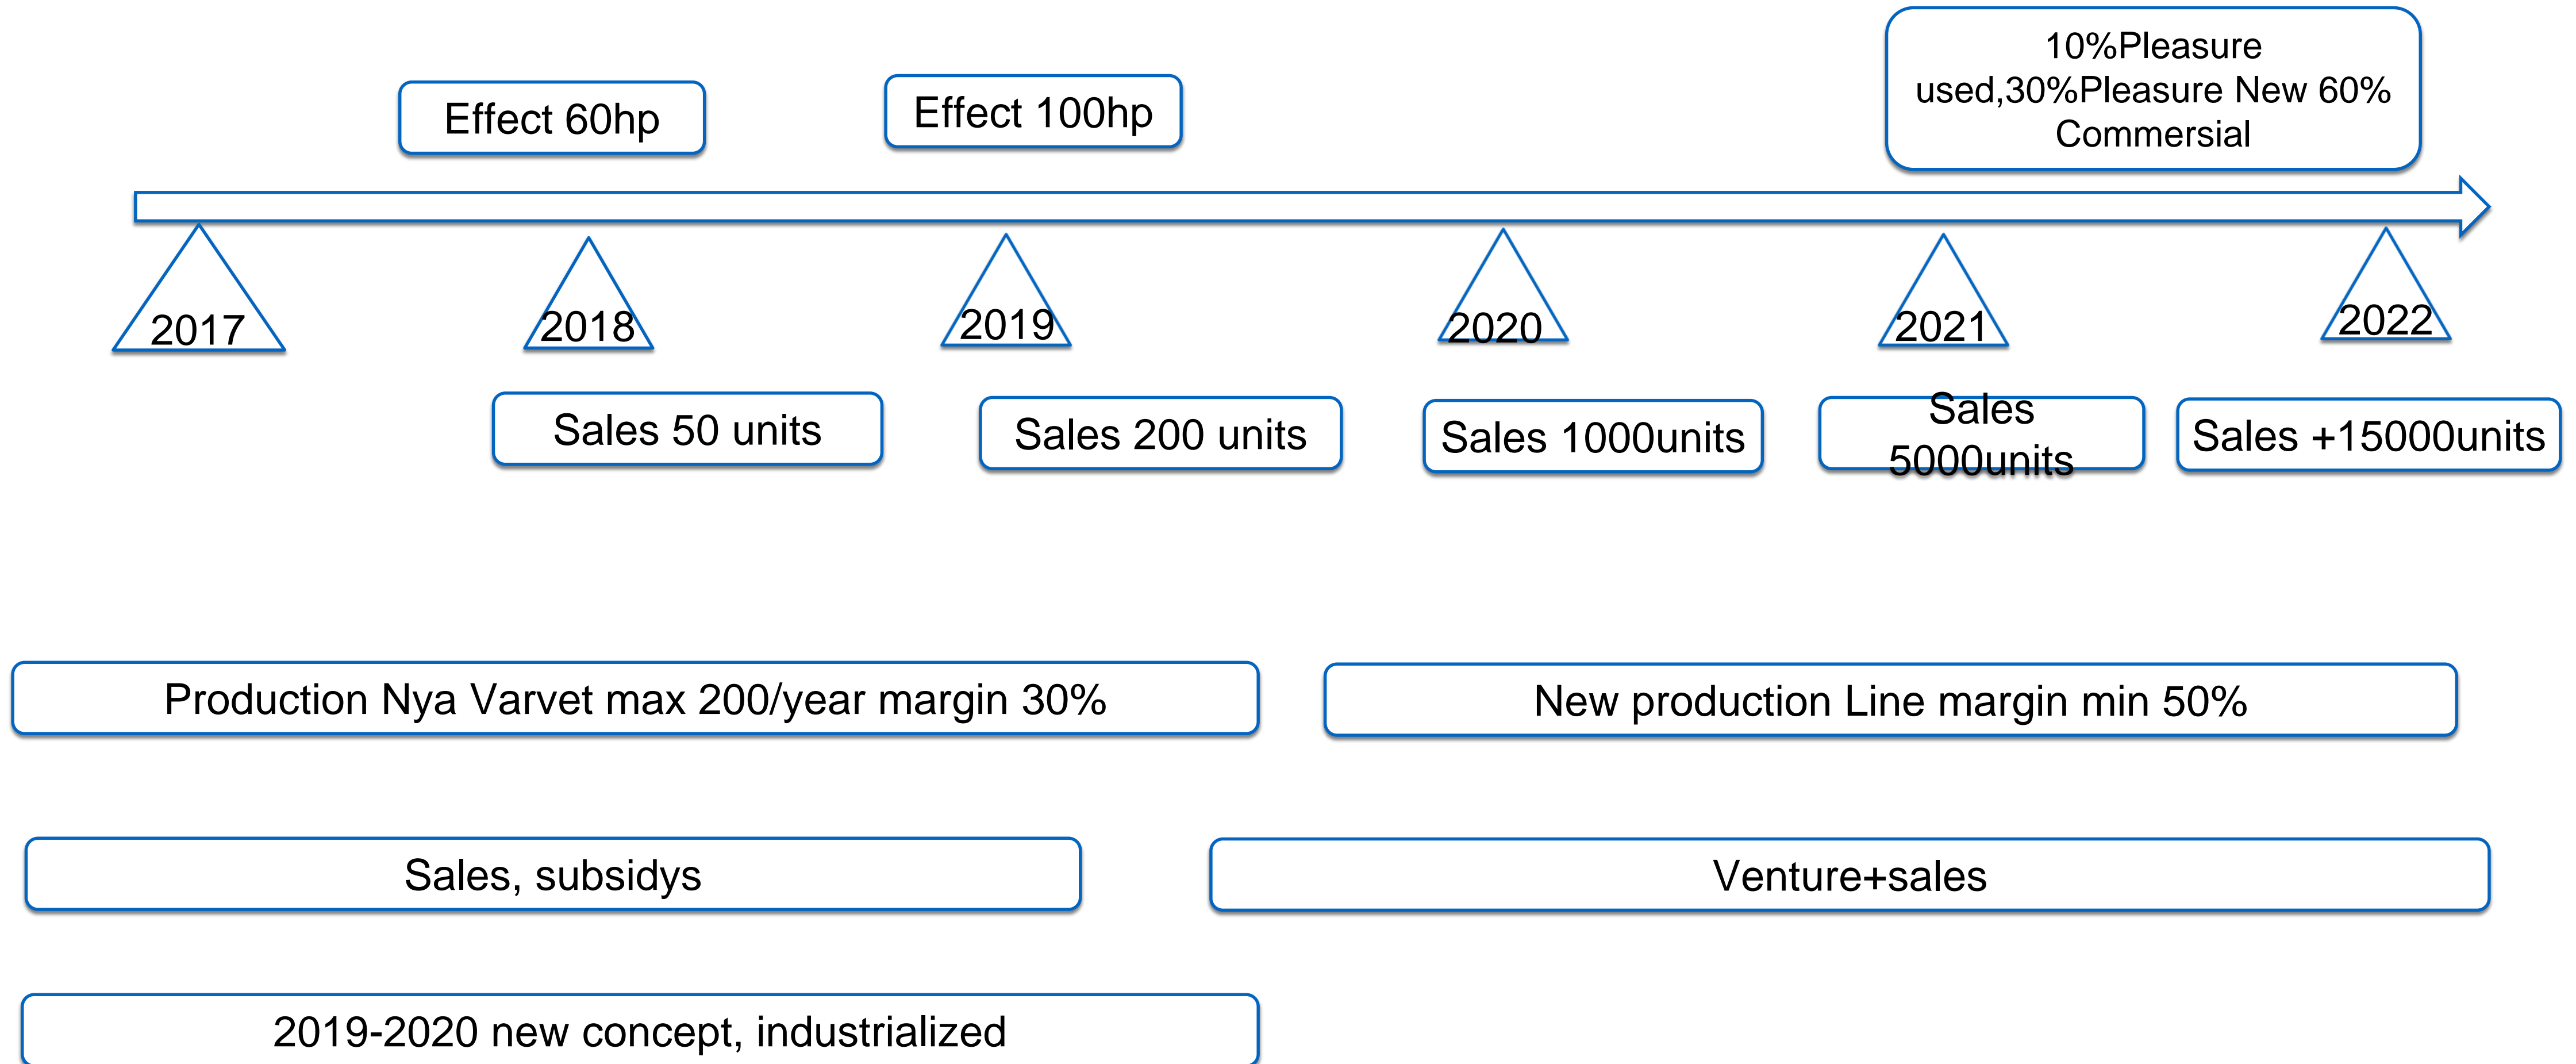 10%Pleasure
used,30%Pleasure New 60%
Commersial
Effect 60hp
Effect 100hp
2017
2018
2019
2020
2021
2022
Sales 50 units
Sales 200 units
Sales 1000units
Sales
5000units
Sales +15000units
Production Nya Varvet max 200/year margin 30%
New production Line margin min 50%
Sales, subsidys
Venture+sales
2019-2020 new concept, industrialized